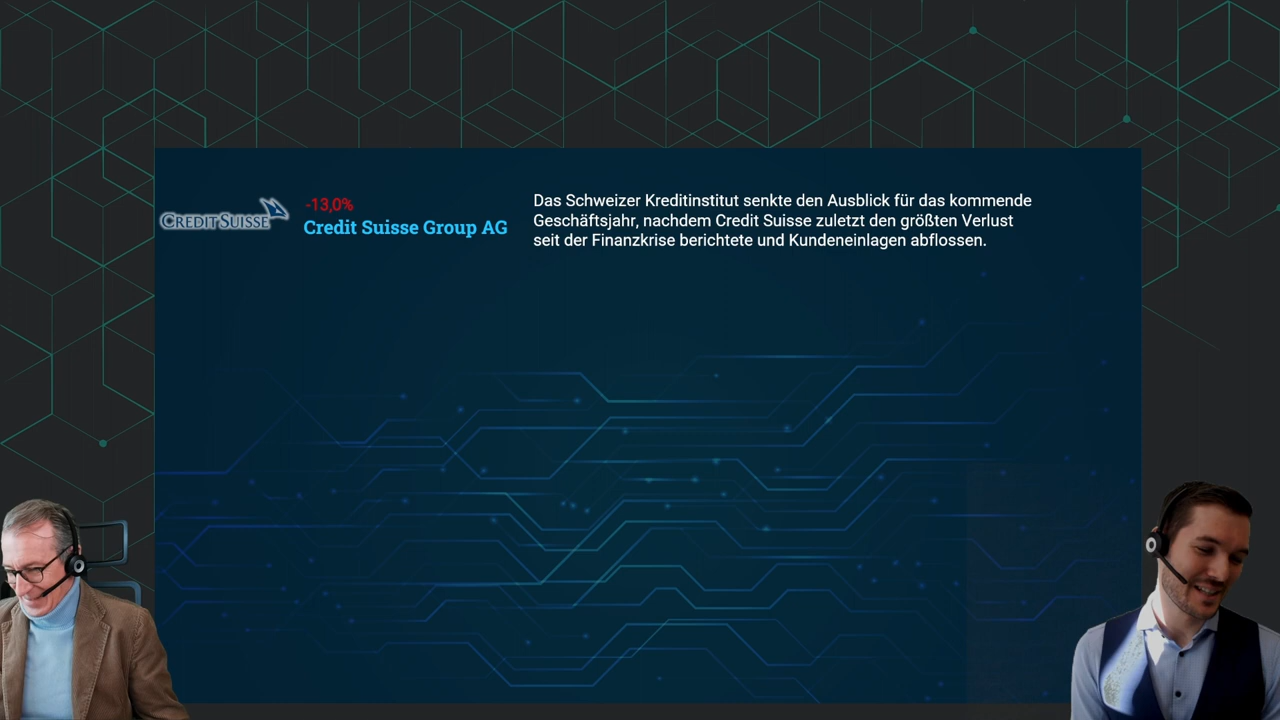 CREDIT SUISSE
-13,0%
Credit Suisse Group AG
Das Schweizer Kreditinstitut senkte den Ausblick für das kommende
Geschäftsjahr, nachdem Credit Suisse zuletzt den größten Verlust
seit der Finanzkrise berichtete und Kundeneinlagen abflossen.